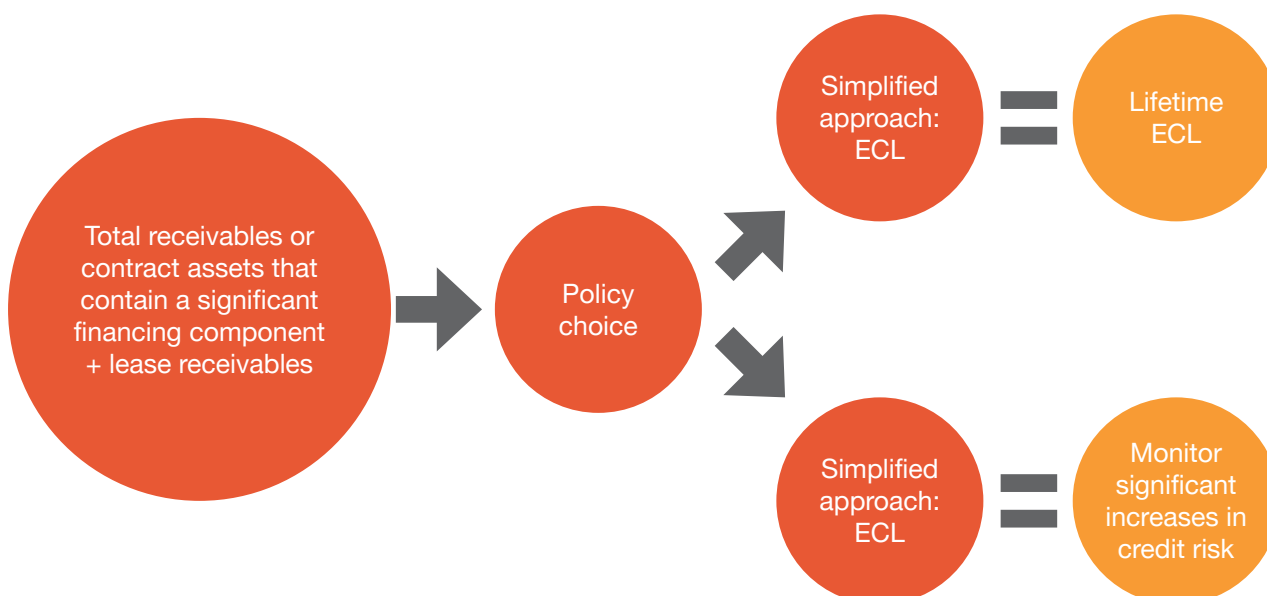 Total receivables or
contract assets that
contain a significant
financing component
+ lease receivables
Policy
choice
Simplified
approach:
ECL
Lifetime
ECL
Simplified
approach:
ECL
Monitor
significant
increases in
credit risk